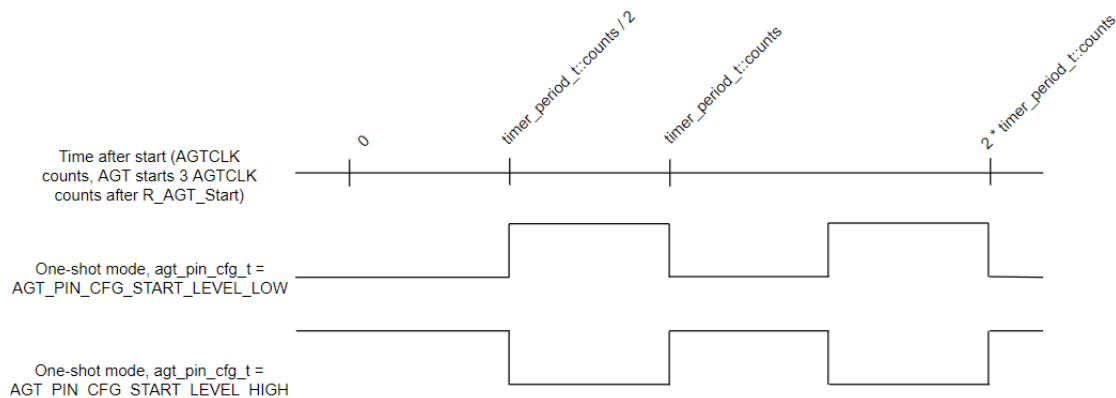 0
timer_period_t::counts / 2
timer_period_t::counts
2 * timer_period_t::counts
Time after start (AGTCLK
counts, AGT starts 3 AGTCLK
counts after R_AGT_Start)
One-shot mode, agt_pin_cfg_t =
AGT_PIN_CFG_START_LEVEL_LOW
One-shot mode, agt_pin_cfg_t =
AGT_PIN_CFG_START_LEVEL_HIGH